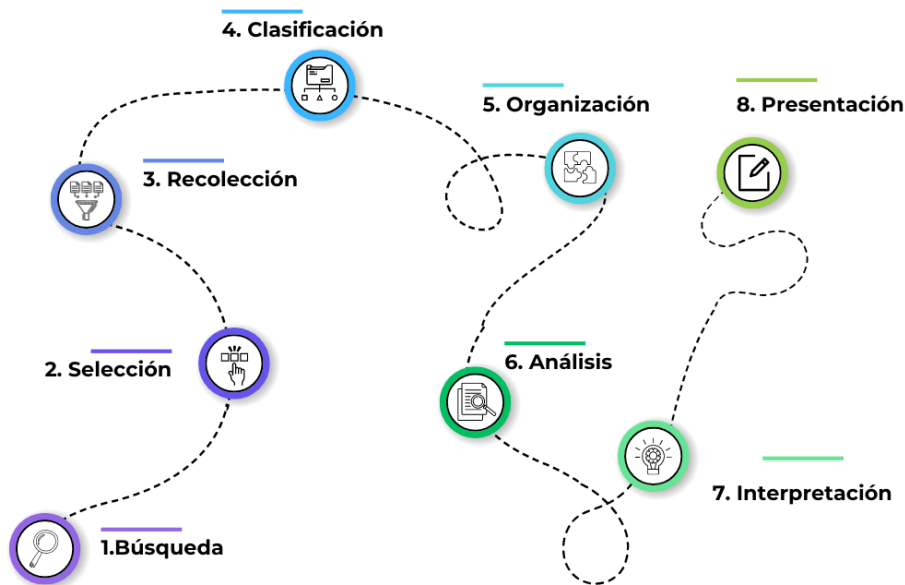 4. Clasificación
5. Organización
8. Presentación
3. Recolección
2. Selección
6. Análisis
7. Interpretación
1.Búsqueda